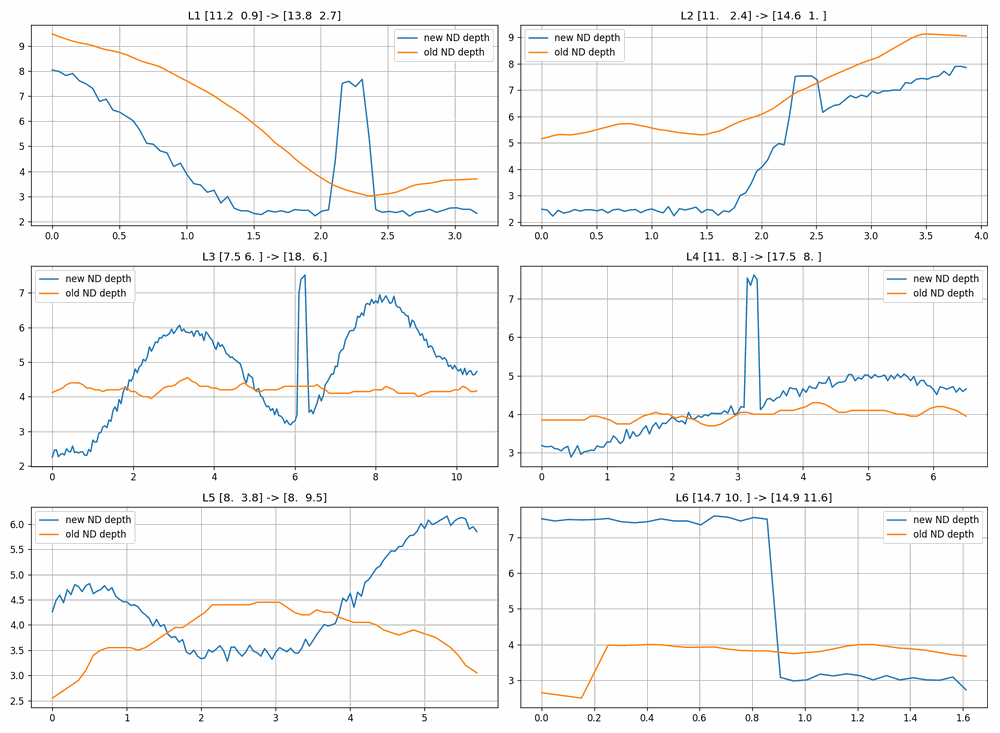 L1 [11.2 0.9] -> [13.8 2.7]
new ND depth
old ND depth
9
8
7
6
5
4
3
2
0.0 0.5 1.0 1.5 2.0 2.5 3.0
L2 [11. 2.4] -> [14.6 1. ]
new ND depth
old ND depth
9
8
7
6
5
4
3
2
0.0 0.5 1.0 1.5 2.0 2.5 3.0 3.5 4.0
L3 [7.5 6. ] -> [18. 6.]
new ND depth
old ND depth
7
6
5
4
3
2
0 2 4 6 8 10
L4 [11. 8.] -> [17.5 8. ]
new ND depth
old ND depth
7
6
5
4
3
0 1 2 3 4 5 6
L5 [8. 3.8] -> [8. 9.5]
new ND depth
old ND depth
6.0
5.5
5.0
4.5
4.0
3.5
3.0
2.5
0 1 2 3 4 5
L6 [14.7 10. ] -> [14.9 11.6]
new ND depth
old ND depth
7
6
5
4
3
0.0 0.2 0.4 0.6 0.8 1.0 1.2 1.4 1.6